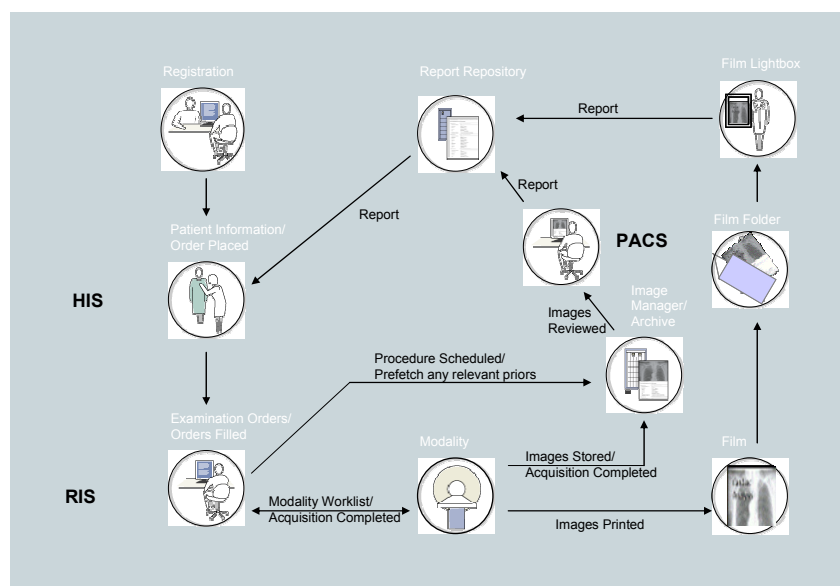 Registration
Report Repository
Film Lightbox
Report
Report
Report
Patient Information/
Order Placed
PACS
Film Folder
HIS
Image
Manager/
Archive
Images
Reviewed
Procedure Scheduled/
Prefetch any relevant priors
Examination Orders/
Orders Filled
Modality
Images Stored/
Acquisition Completed
Film
RIS
Modality Worklist/
Acquisition Completed
Images Printed